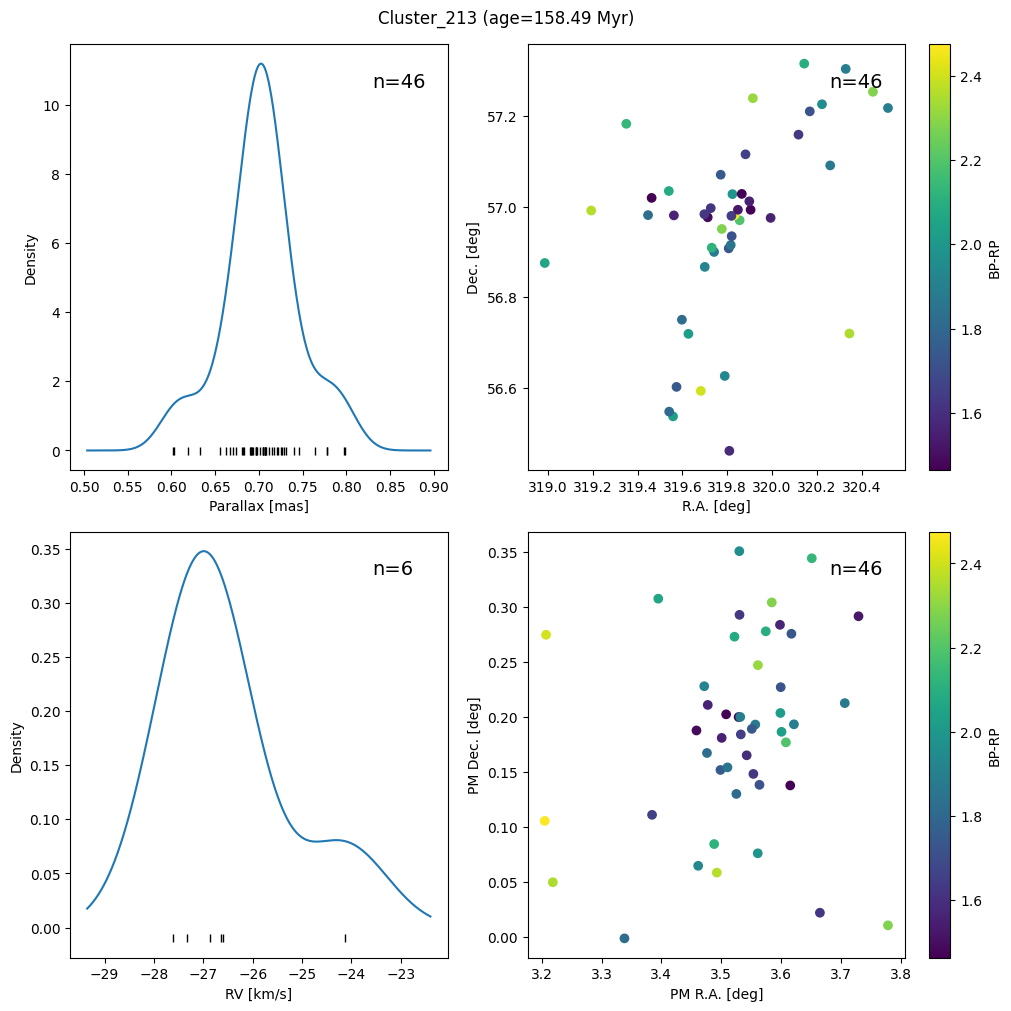 Cluster_213 (age=158.49 Myr)
n=46
Density
10
8
6
4
2
0
0.50 0.55 0.60 0.65 0.70 0.75 0.80 0.85 0.90
Parallax [mas]
n=46
Dec. [deg]
57.2
57.0
56.8
56.6
319.0 319.2 319.4 319.6 319.8 320.0 320.2 320.4
R.A. [deg]
2.4
2.2
2.0
1.8
1.6
BP-RP
n=6
Density
0.35
0.30
0.25
0.20
0.15
0.10
0.05
0.00
−29 −28 −27 −26 −25 −24 −23
RV [km/s]
n=46
PM Dec. [deg]
0.35
0.30
0.25
0.20
0.15
0.10
0.05
0.00
3.2 3.3 3.4 3.5 3.6 3.7 3.8
PM R.A. [deg]
2.4
2.2
2.0
1.8
1.6
BP-RP